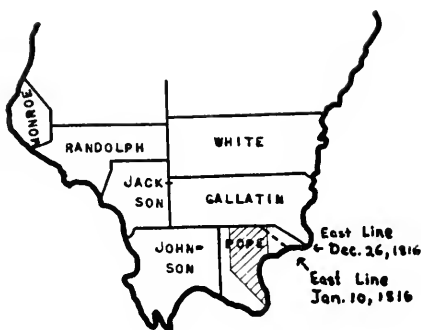 MONROE
RANDOLPH
WHITE
JACK
SON
GALLATIN
JOHN-
SON
POPE
East Line
Dec. 26, 1816
East Line
Jan. 10, 1816